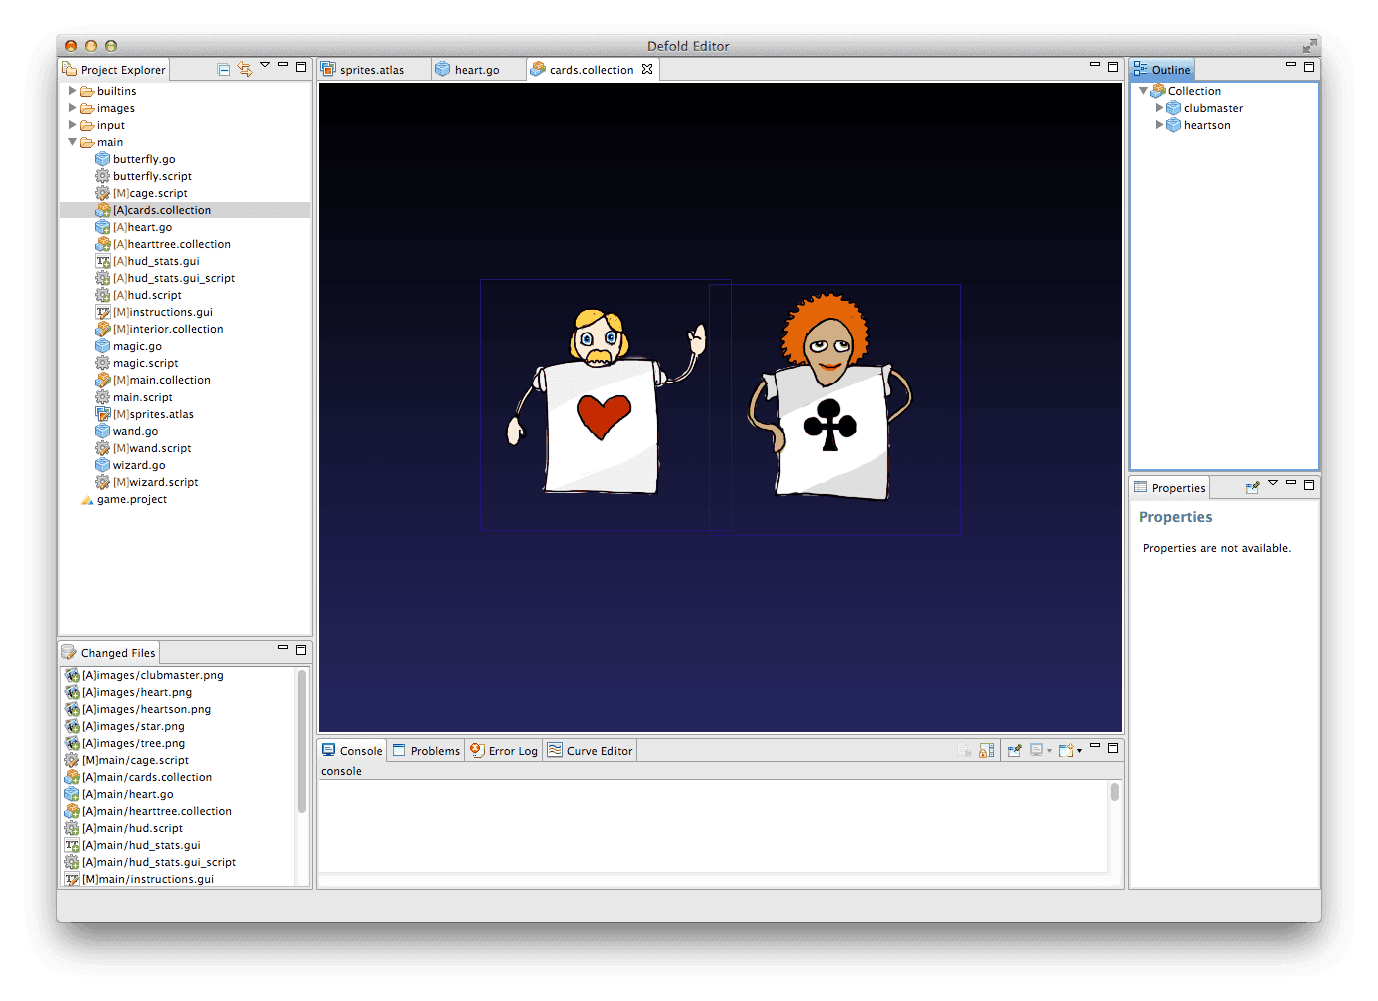 Defold Editor
Project Explorer
builtins
images
input
main
butterfly.go
butterfly.script
[M]cage.script
[A]cards.collection
[A]heart.go
[A]hearttree.collection
[A]hud_stats.gui
[A]hud_stats.gui_script
[A]hud.script
[M]instructions.gui
[M]interior.collection
magic.go
magic.script
[M]main.collection
main.script
[M]sprites.atlas
wand.go
[M]wand.script
wizard.go
[M]wizard.script
game.project
Changed Files
[A]images/clubmaster.png
[A]images/heart.png
[A]images/heartson.png
[A]images/star.png
[A]images/tree.png
[M]main/cage.script
[A]main/cards.collection
[A]main/heart.go
[A]main/hearttree.collection
[A]main/hud.script
[A]main/hud_stats.gui
[A]main/hud_stats.gui_script
[M]main/instructions.gui
sprites.atlas
heart.go
cards.collection
Console
Problems
Error Log
Curve Editor
console
Outline
Collection
clubmaster
heartson
Properties
Properties
Properties are not available.